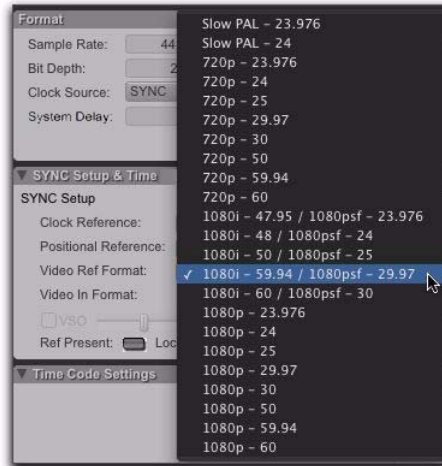 Format
Sample Rate: 44
Bit Depth: 2
Clock Source: SYNC
System Delay:
SYNC Setup & Time
SYNC Setup
Clock Reference:
Positional Reference:
Video Ref Format:
Video In Format:
VSO
Ref Present: Loc
Time Code Settings
Slow PAL – 23.976
Slow PAL – 24
720p – 23.976
720p – 24
720p – 25
720p – 29.97
720p – 30
720p – 50
720p – 59.94
720p – 60
1080i – 47.95 / 1080psf – 23.976
1080i – 48 / 1080psf – 24
1080i – 50 / 1080psf – 25
✓ 1080i – 59.94 / 1080psf – 29.97
1080i – 60 / 1080psf – 30
1080p – 23.976
1080p – 24
1080p – 25
1080p – 29.97
1080p – 30
1080p – 50
1080p – 59.94
1080p – 60